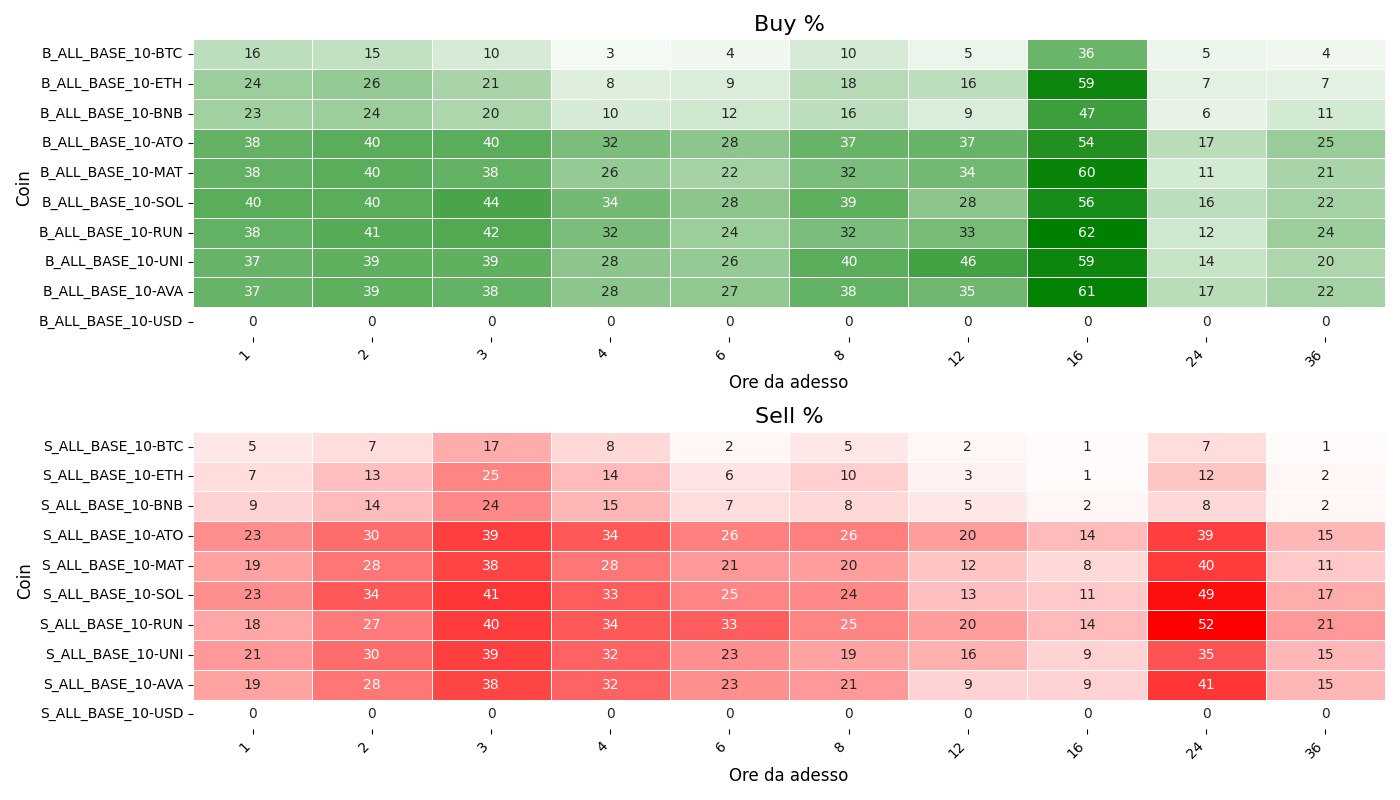 Buy %
B_ALL_BASE_10-BTC 16 15 10 3 4 10 5 36 5 4
B_ALL_BASE_10-ETH 24 26 21 8 9 18 16 59 7 7
B_ALL_BASE_10-BNB 23 24 20 10 12 16 9 47 6 11
B_ALL_BASE_10-ATO 38 40 40 32 28 37 37 54 17 25
B_ALL_BASE_10-MAT 38 40 38 26 22 32 34 60 11 21
B_ALL_BASE_10-SOL 40 40 44 34 28 39 28 56 16 22
B_ALL_BASE_10-RUN 38 41 42 32 24 32 33 62 12 24
B_ALL_BASE_10-UNI 37 39 39 28 26 40 46 59 14 20
B_ALL_BASE_10-AVA 37 39 38 28 27 38 35 61 17 22
B_ALL_BASE_10-USD 0 0 0 0 0 0 0 0 0 0
Coin
1 2 3 4 6 8 12 16 24 36
Ore da adesso
Sell %
S_ALL_BASE_10-BTC 5 7 17 8 2 5 2 1 7 1
S_ALL_BASE_10-ETH 7 13 25 14 6 10 3 1 12 2
S_ALL_BASE_10-BNB 9 14 24 15 7 8 5 2 8 2
S_ALL_BASE_10-ATO 23 30 39 34 26 26 20 14 39 15
S_ALL_BASE_10-MAT 19 28 38 28 21 20 12 8 40 11
S_ALL_BASE_10-SOL 23 34 41 33 25 24 13 11 49 17
S_ALL_BASE_10-RUN 18 27 40 34 33 25 20 14 52 21
S_ALL_BASE_10-UNI 21 30 39 32 23 19 16 9 35 15
S_ALL_BASE_10-AVA 19 28 38 32 23 21 9 9 41 15
S_ALL_BASE_10-USD 0 0 0 0 0 0 0 0 0 0
Coin
1 2 3 4 6 8 12 16 24 36
Ore da adesso